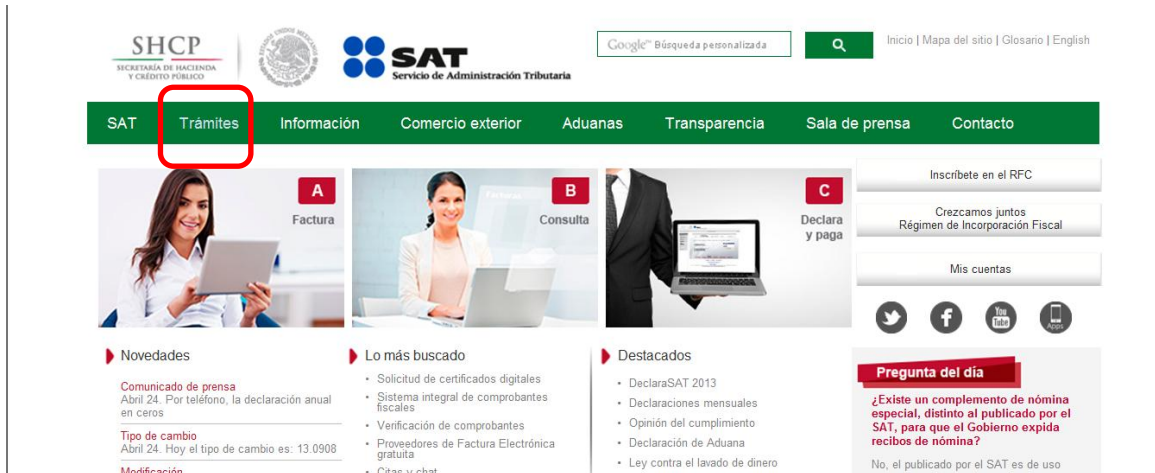 SHCP
SECRETARÍA DE HACIENDA
Y CRÉDITO PÚBLICO
SAT
Servicio de Administración Tributaria
Google™ Búsqueda personalizada
Inicio | Mapa del sitio | Glosario | English
SAT Trámites Información Comercio exterior Aduanas Transparencia Sala de prensa Contacto
A
Factura
B
Consulta
C
Declara
y paga
Inscríbete en el RFC
Crezcamos juntos
Régimen de Incorporación Fiscal
Mis cuentas
You
Tube
Apps
Novedades
Comunicado de prensa
Abril 24. Por teléfono, la declaración anual
en ceros
Tipo de cambio
Abril 24. Hoy el tipo de cambio es: 13.0908
Modificación
Lo más buscado
• Solicitud de certificados digitales
• Sistema integral de comprobantes
fiscales
• Verificación de comprobantes
• Proveedores de Factura Electrónica
gratuita
• Citas y chat
Destacados
• DeclaraSAT 2013
• Declaraciones mensuales
• Opinión del cumplimiento
• Declaración de Aduana
• Ley contra el lavado de dinero
Pregunta del día
¿Existe un complemento de nómina
especial, distinto al publicado por el
SAT, para que el Gobierno expida
recibos de nómina?
No, el publicado por el SAT es de uso